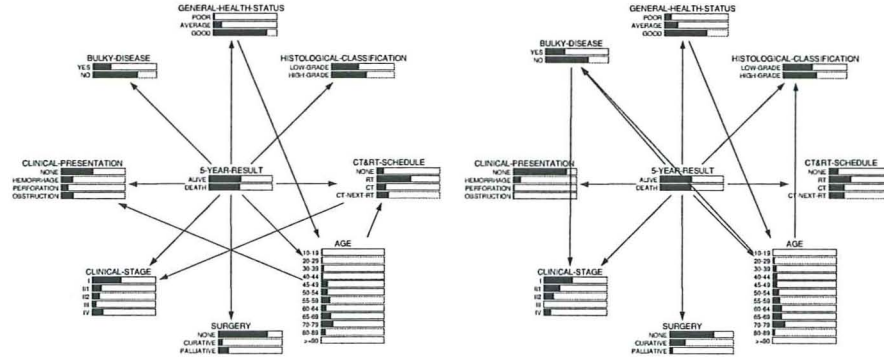 GENERAL-HEALTH-STATUS
POOR
AVERAGE
GOOD
BULKY-DISEASE
YES
NO
HISTOLOGICAL-CLASSIFICATION
LOW-GRADE
HIGH-GRADE
CLINICAL-PRESENTATION
NONE
HEMORRHAGE
PERFORATION
OBSTRUCTION
5-YEAR-RESULT
ALIVE
DEATH
CT&RT-SCHEDULE
NONE
RT
CT
CT-NEXT-RT
CLINICAL-STAGE
I
II1
II2
III
IV
AGE
10-19
20-29
30-39
40-44
45-49
50-54
55-59
60-64
65-69
70-79
80-89
>=90
SURGERY
NONE
CURATIVE
PALLIATIVE
GENERAL-HEALTH-STATUS
POOR
AVERAGE
GOOD
BULKY-DISEASE
YES
NO
HISTOLOGICAL-CLASSIFICATION
LOW-GRADE
HIGH-GRADE
CLINICAL-PRESENTATION
NONE
HEMORRHAGE
PERFORATION
OBSTRUCTION
5-YEAR-RESULT
ALIVE
DEATH
CT&RT-SCHEDULE
NONE
RT
CT
CT-NEXT-RT
CLINICAL-STAGE
I
II1
II2
III
IV
AGE
10-19
20-29
30-39
40-44
45-49
50-54
55-59
60-64
65-69
70-79
80-89
>=90
SURGERY
NONE
CURATIVE
PALLIATIVE